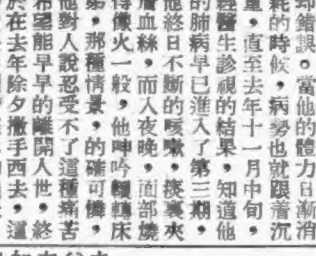 却錯誤。當他的體力日漸消
耗的時候，病勢也就跟着沉
重，直至去年十一月中旬，
經醫生診視的結果，知道他
的肺病早已進入了第三期，
他終日不斷的咳嗽，痰裏夾
血絲，而入夜晚，面部燒
得像火一般，他呻吟輾轉床
第，那種情景，的確可憐，
他對人說忍受不了這種痛苦
希望能早早的離開人世，終
於在去年除夕撒手西去，這